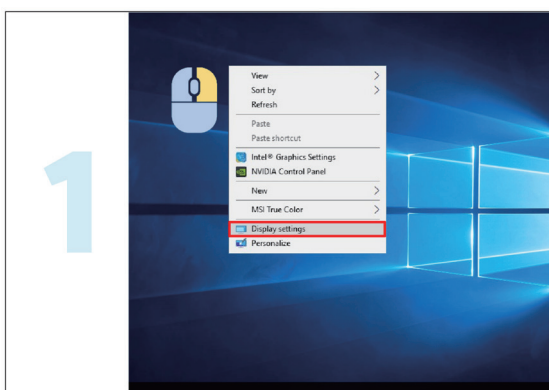 1
View
Sort by
Refresh
Paste
Paste shortcut
Intel® Graphics Settings
NVIDIA Control Panel
New
MSI True Color
Display settings
Personalize